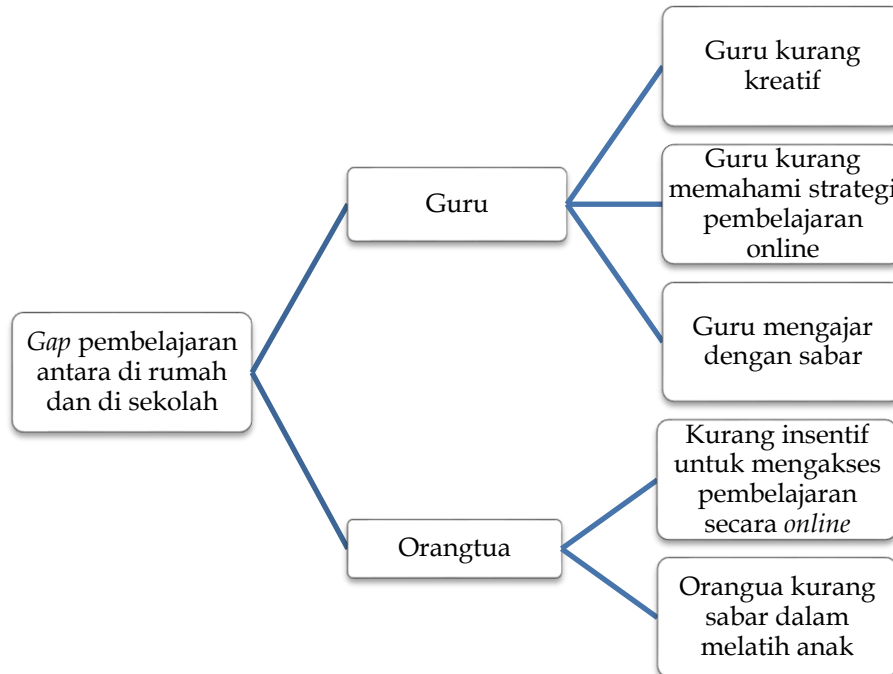 Gap pembelajaran
antara di rumah
dan di sekolah
Guru
Guru kurang
kreatif
Guru kurang
memahami strategi
pembelajaran
online
Guru mengajar
dengan sabar
Orangtua
Kurang insentif
untuk mengakses
pembelajaran
secara online
Orangua kurang
sabar dalam
melatih anak